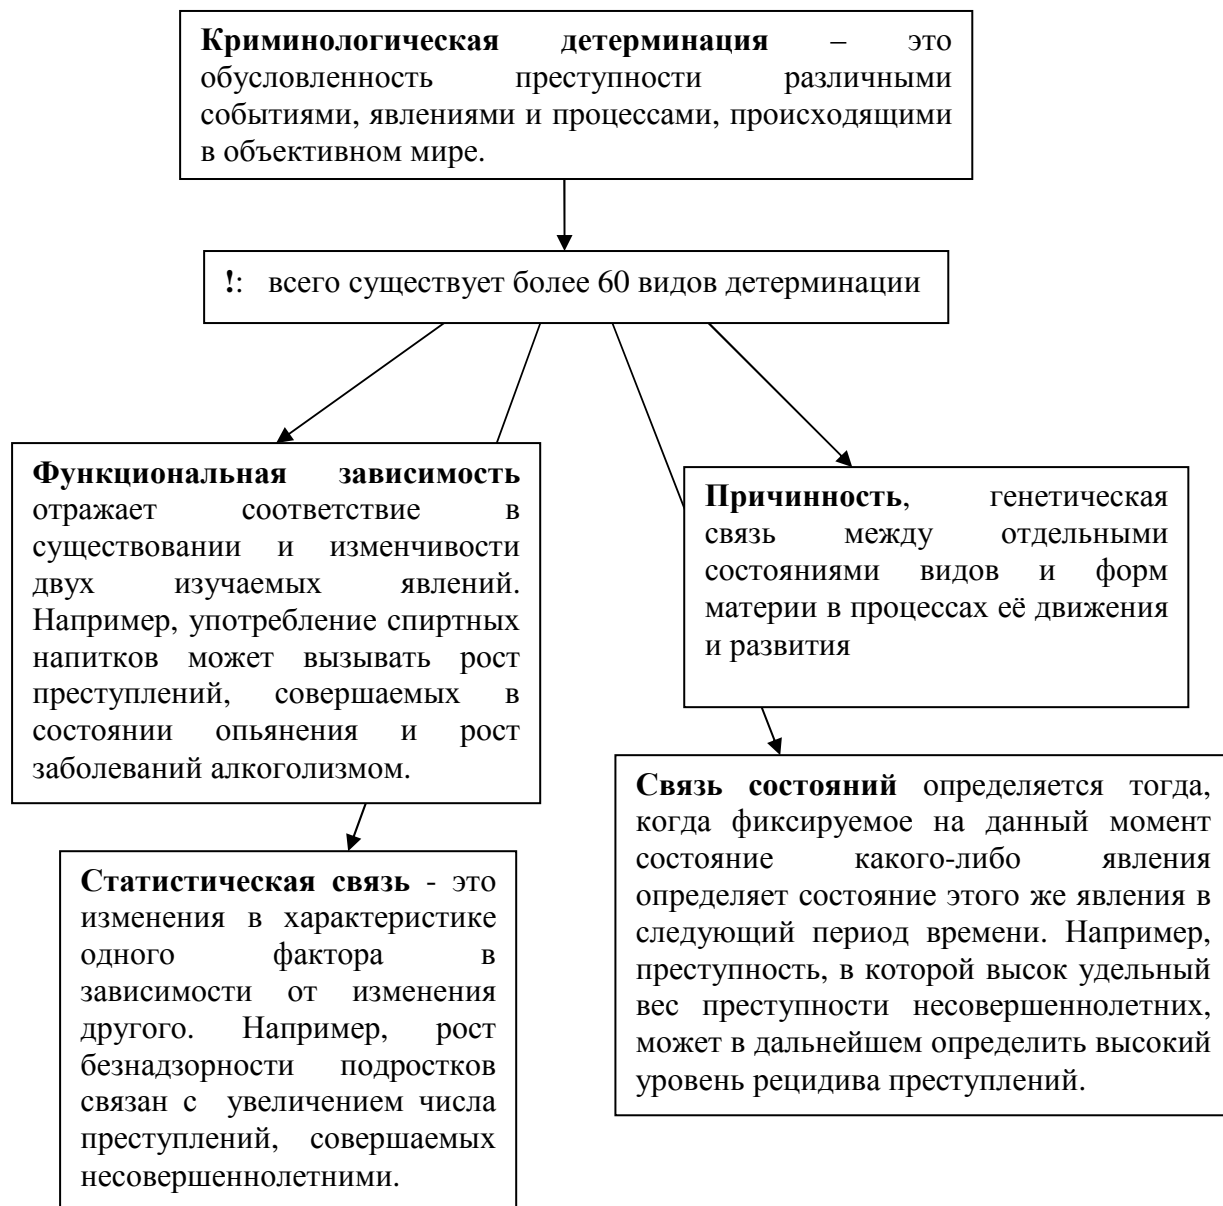 Криминологическая детерминация – это
обусловленность преступности различными
событиями, явлениями и процессами, происходящими
в объективном мире.
!: всего существует более 60 видов детерминации
Функциональная зависимость
отражает соответствие в
существовании и изменчивости
двух изучаемых явлений.
Например, употребление спиртных
напитков может вызывать рост
преступлений, совершаемых в
состоянии опьянения и рост
заболеваний алкоголизмом.
Причинность, генетическая
связь между отдельными
состояниями видов и форм
материи в процессах её движения
и развития
Статистическая связь - это
изменения в характеристике
одного фактора в
зависимости от изменения
другого. Например, рост
безнадзорности подростков
связан с увеличением числа
преступлений, совершаемых
несовершеннолетними.
Связь состояний определяется тогда,
когда фиксируемое на данный момент
состояние какого-либо явления
определяет состояние этого же явления в
следующий период времени. Например,
преступность, в которой высок удельный
вес преступности несовершеннолетних,
может в дальнейшем определить высокий
уровень рецидива преступлений.